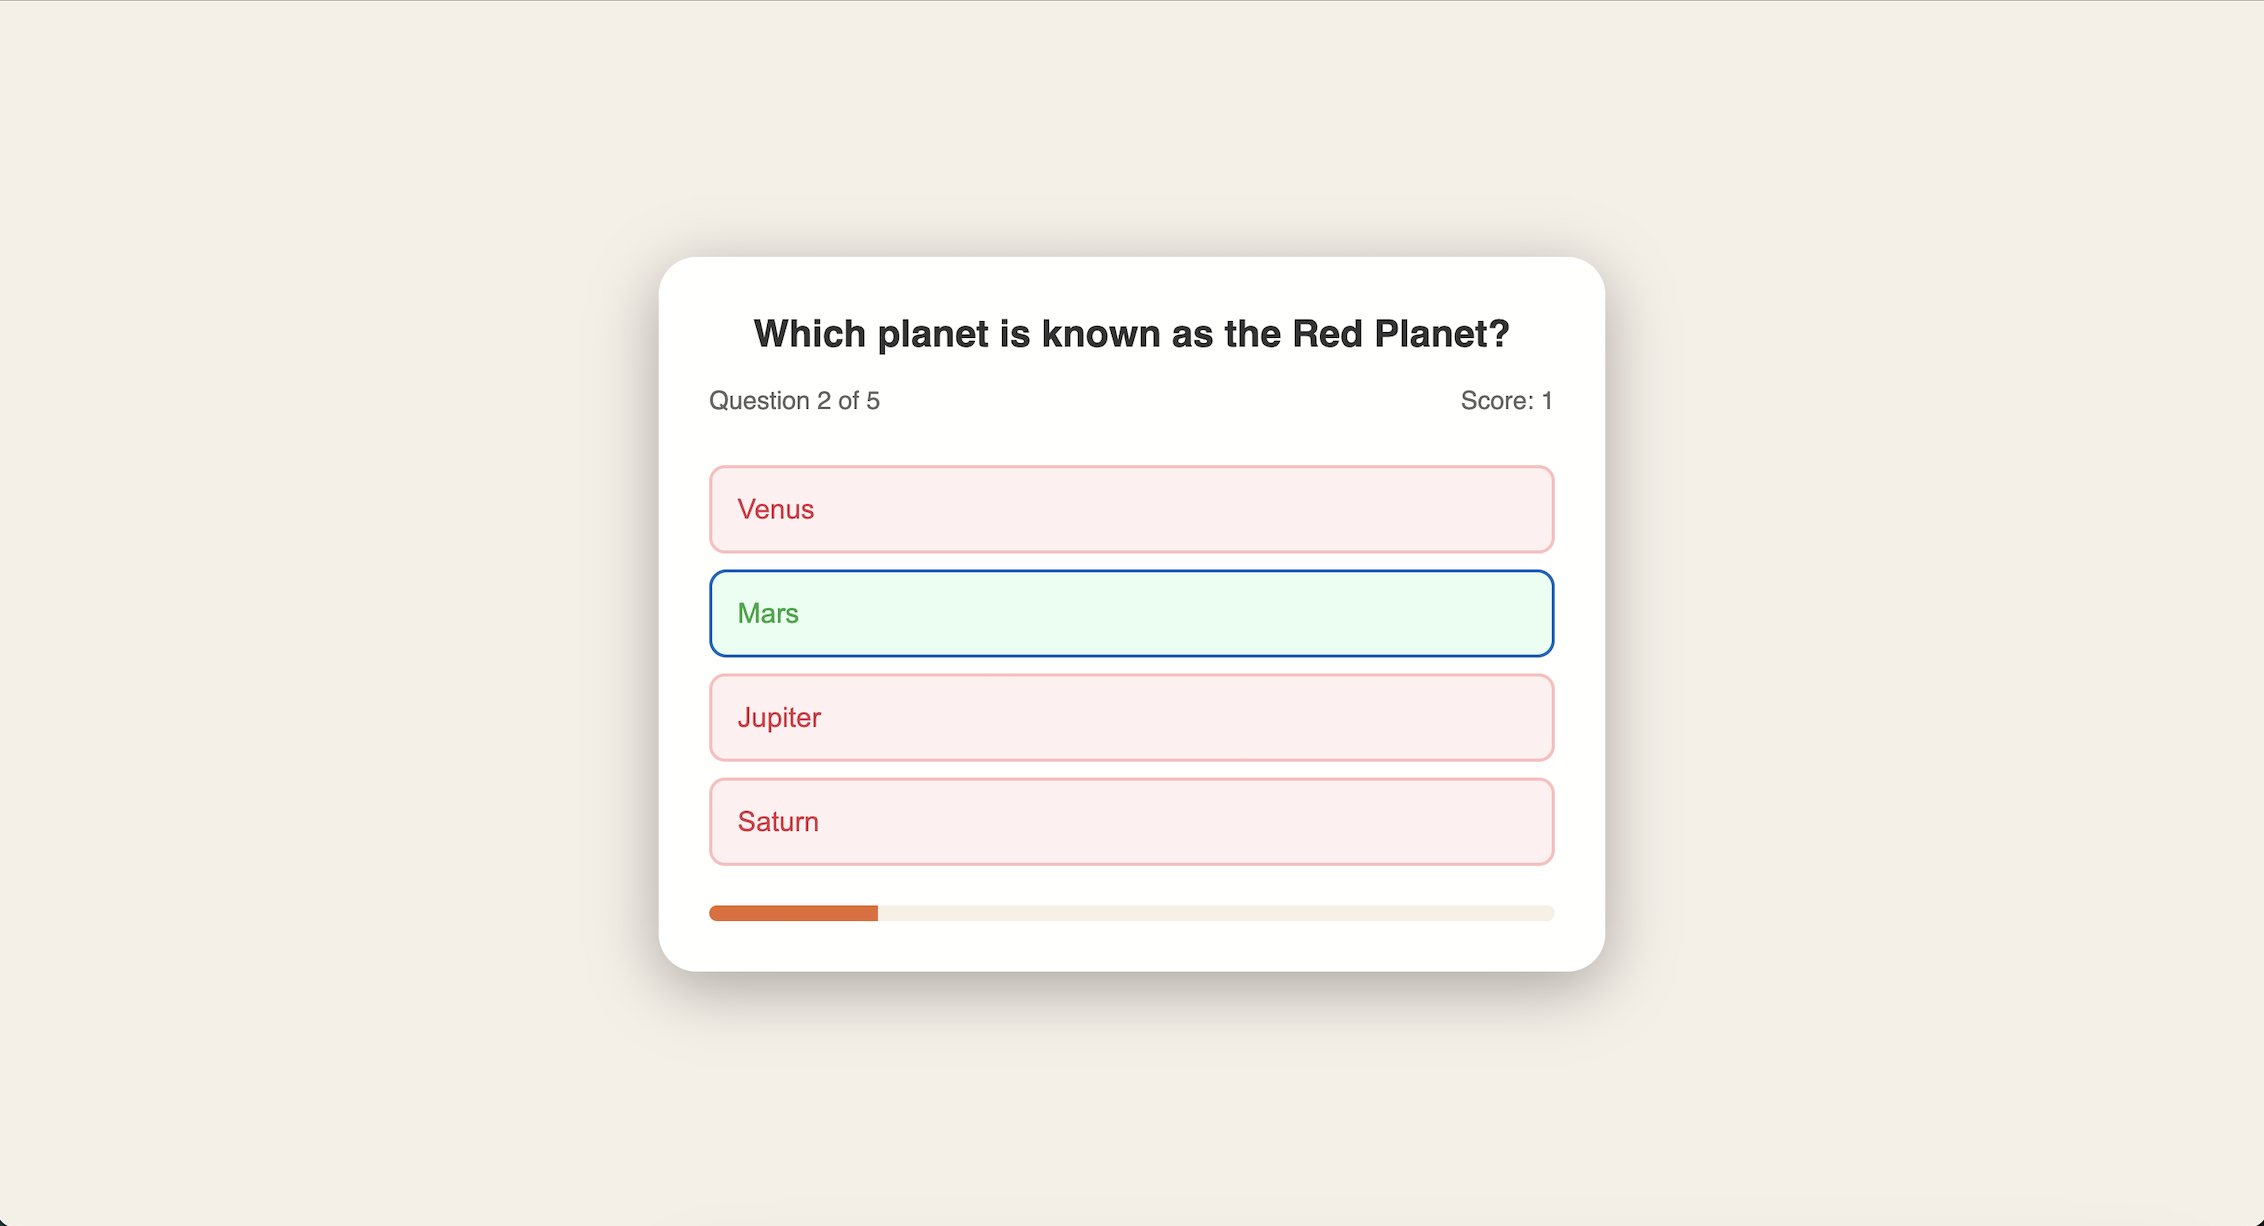 Which planet is known as the Red Planet?
Question 2 of 5 Score: 1
Venus
Mars
Jupiter
Saturn